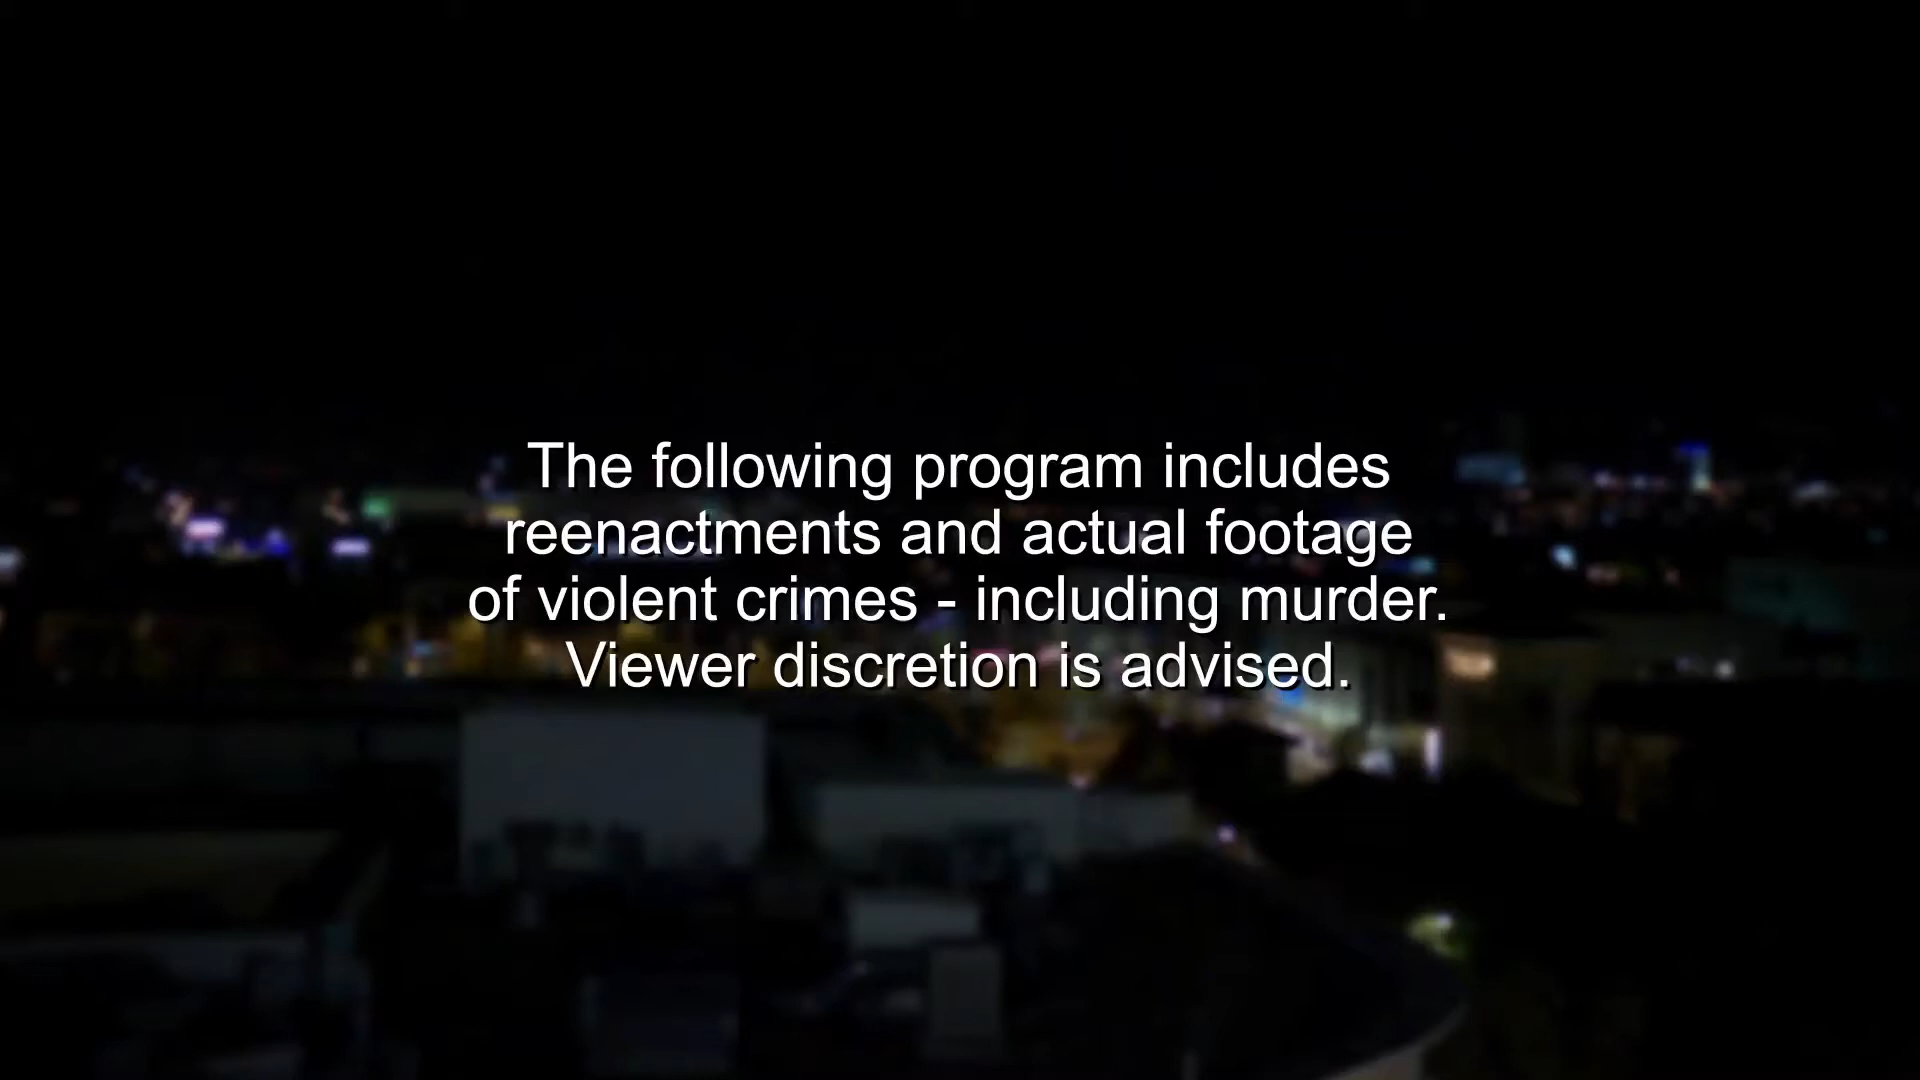 The following program includes
reenactments and actual footage
of violent crimes - including murder.
Viewer discretion is advised.